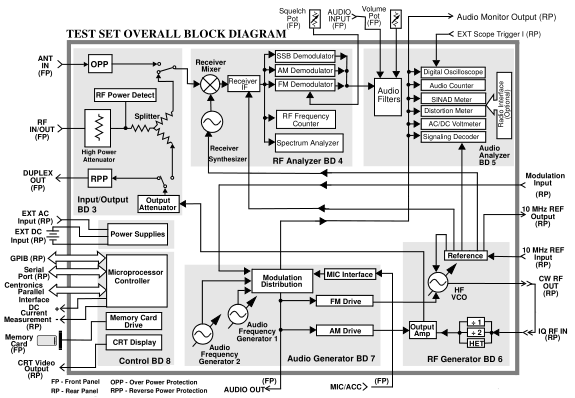 TEST SET OVERALL BLOCK DIAGRAM
Squelch
Pot
(FP)
AUDIO
INPUT
(FP)
Volume
Pot
(FP)
Audio Monitor Output (RP)
EXT Scope Trigger I (RP)
ANT
IN
(FP)
OPP
RF Power Detect
Splitter
RF
IN/OUT
(FP)
High Power
Attenuator
DUPLEX
OUT
(FP)
RPP
Input/Output
BD 3
Output
Attenuator
Receiver
Mixer
Receiver
IF
Receiver
Synthesizer
SSB Demodulator
AM Demodulator
FM Demodulator
RF Frequency
Counter
Spectrum Analyzer
RF Analyzer BD 4
Audio
Filters
Digital Oscilloscope
Audio Counter
SINAD Meter
Distortion Meter
AC/DC Voltmeter
Signaling Decoder
Radio Interface
(Optional)
Audio
Analyzer
BD 5
Modulation
Input
(RP)
10 MHz REF
Output
(RP)
10 MHz REF
Input
(RP)
CW RF
OUT
(RP)
IQ RF IN
(RP)
EXT AC
Input (RP)
EXT DC
Input (RP)
Power Supplies
GPIB (RP)
Serial
Port (RP)
Centronics
Parallel
Interface
DC
Current
Measurement
(RP)
Memory
Card
(FP)
CRT Video
Output
(RP)
Microprocessor
Controller
Memory Card
Drive
CRT Display
Control BD 8
Modulation
Distribution
MIC Interface
FM Drive
AM Drive
Audio
Frequency
Generator 1
Audio
Frequency
Generator 2
Audio Generator BD 7
Reference
HF
VCO
Output
Amp
÷ 1
÷ 2
HET
RF Generator BD 6
FP - Front Panel
OPP - Over Power Protection
RP - Rear Panel
RPP - Reverse Power Protection
(FP)
AUDIO OUT
MIC/ACC
(FP)